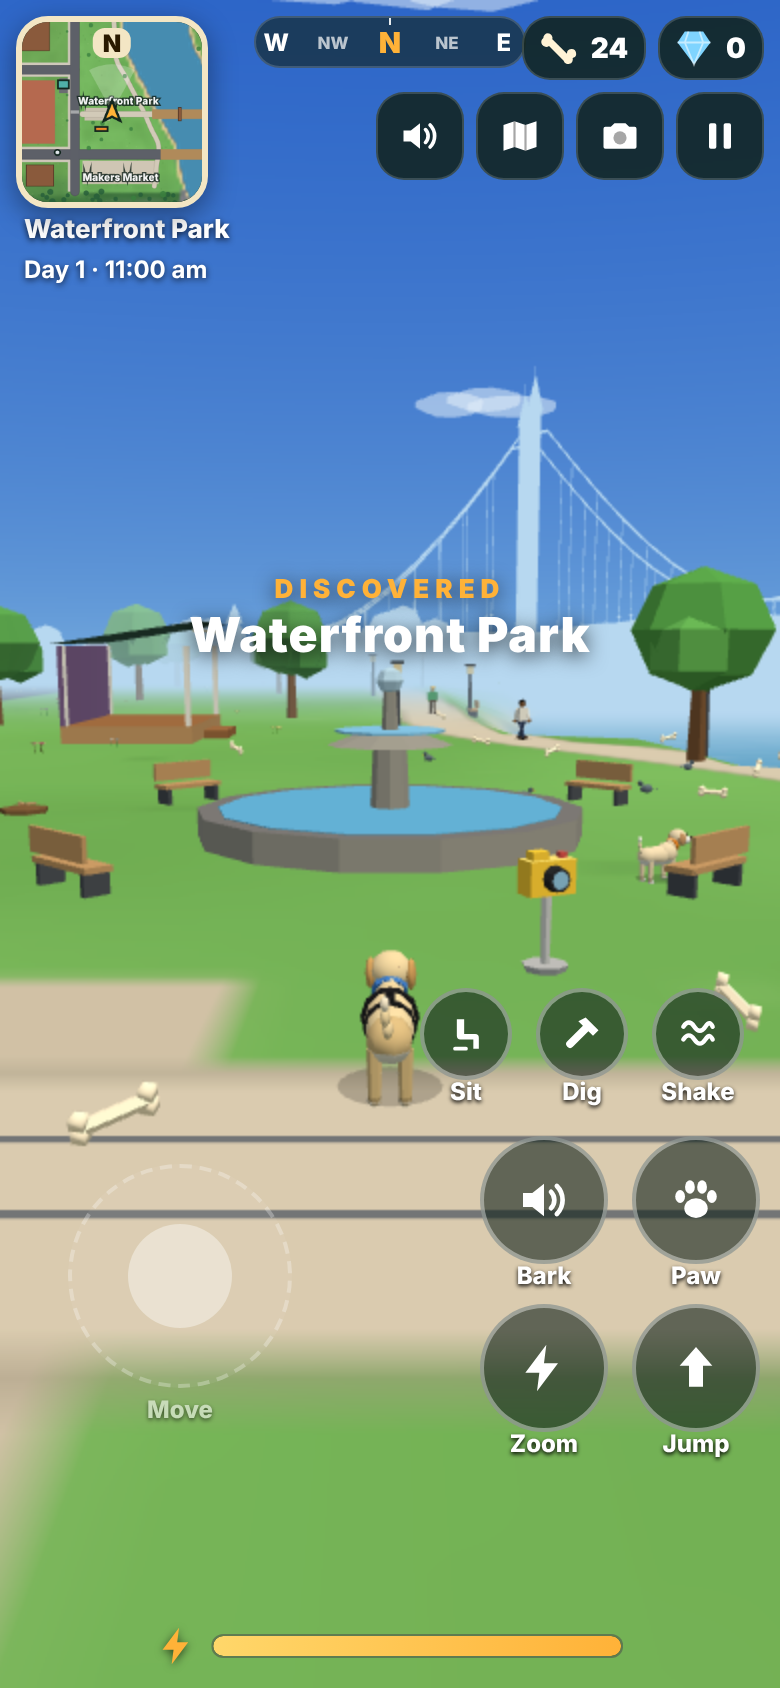 N
Waterfront Park
Makers Market
W NW N NE E
24
0
Waterfront Park
Day 1 · 11:00 am
DISCOVERED
Waterfront Park
Sit
Dig
Shake
Bark
Paw
Zoom
Jump
Move